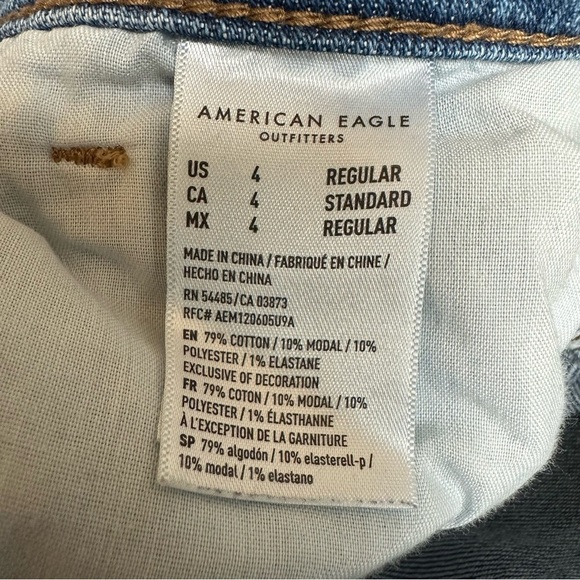 AMERICAN EAGLE
OUTFITTERS
US 4 REGULAR
CA 4 STANDARD
MX 4 REGULAR
MADE IN CHINA / FABRIQUÉ EN CHINE /
HECHO EN CHINA
RN 54485 / CA 03873
RFC# AEM120605U9A
EN 79% COTTON / 10% MODAL / 10%
POLYESTER / 1% ELASTANE
EXCLUSIVE OF DECORATION
FR 79% COTON / 10% MODAL / 10%
POLYESTER / 1% ÉLASTHANNE
À L'EXCEPTION DE LA GARNITURE
SP 79% algodón / 10% elasterell-p /
10% modal / 1% elastano